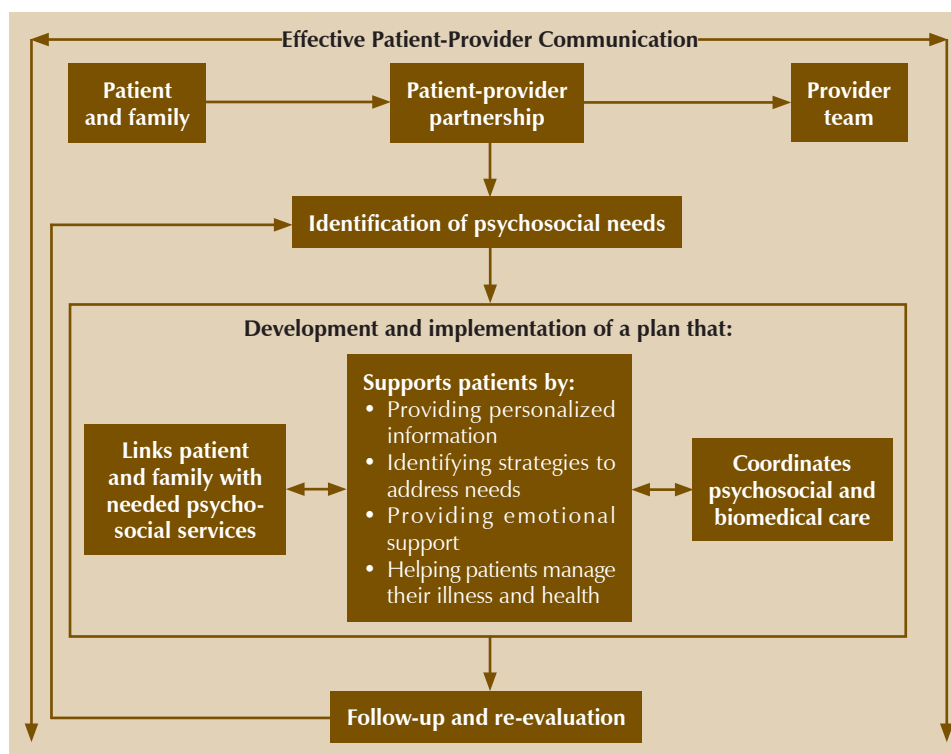 Effective Patient-Provider Communication
Patient
and family
Patient-provider
partnership
Provider
team
Identification of psychosocial needs
Development and implementation of a plan that:
Links patient
and family with
needed psycho-
social services
Supports patients by:
• Providing personalized
information
• Identifying strategies to
address needs
• Providing emotional
support
• Helping patients manage
their illness and health
Coordinates
psychosocial and
biomedical care
Follow-up and re-evaluation